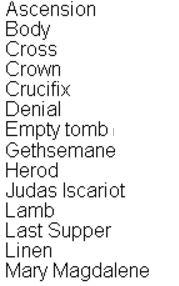 Ascension
Body
Cross
Crown
Crucifix
Denial
Empty tomb
Gethsemane
Herod
Judas Iscariot
Lamb
Last Supper
Linen
Mary Magdalene